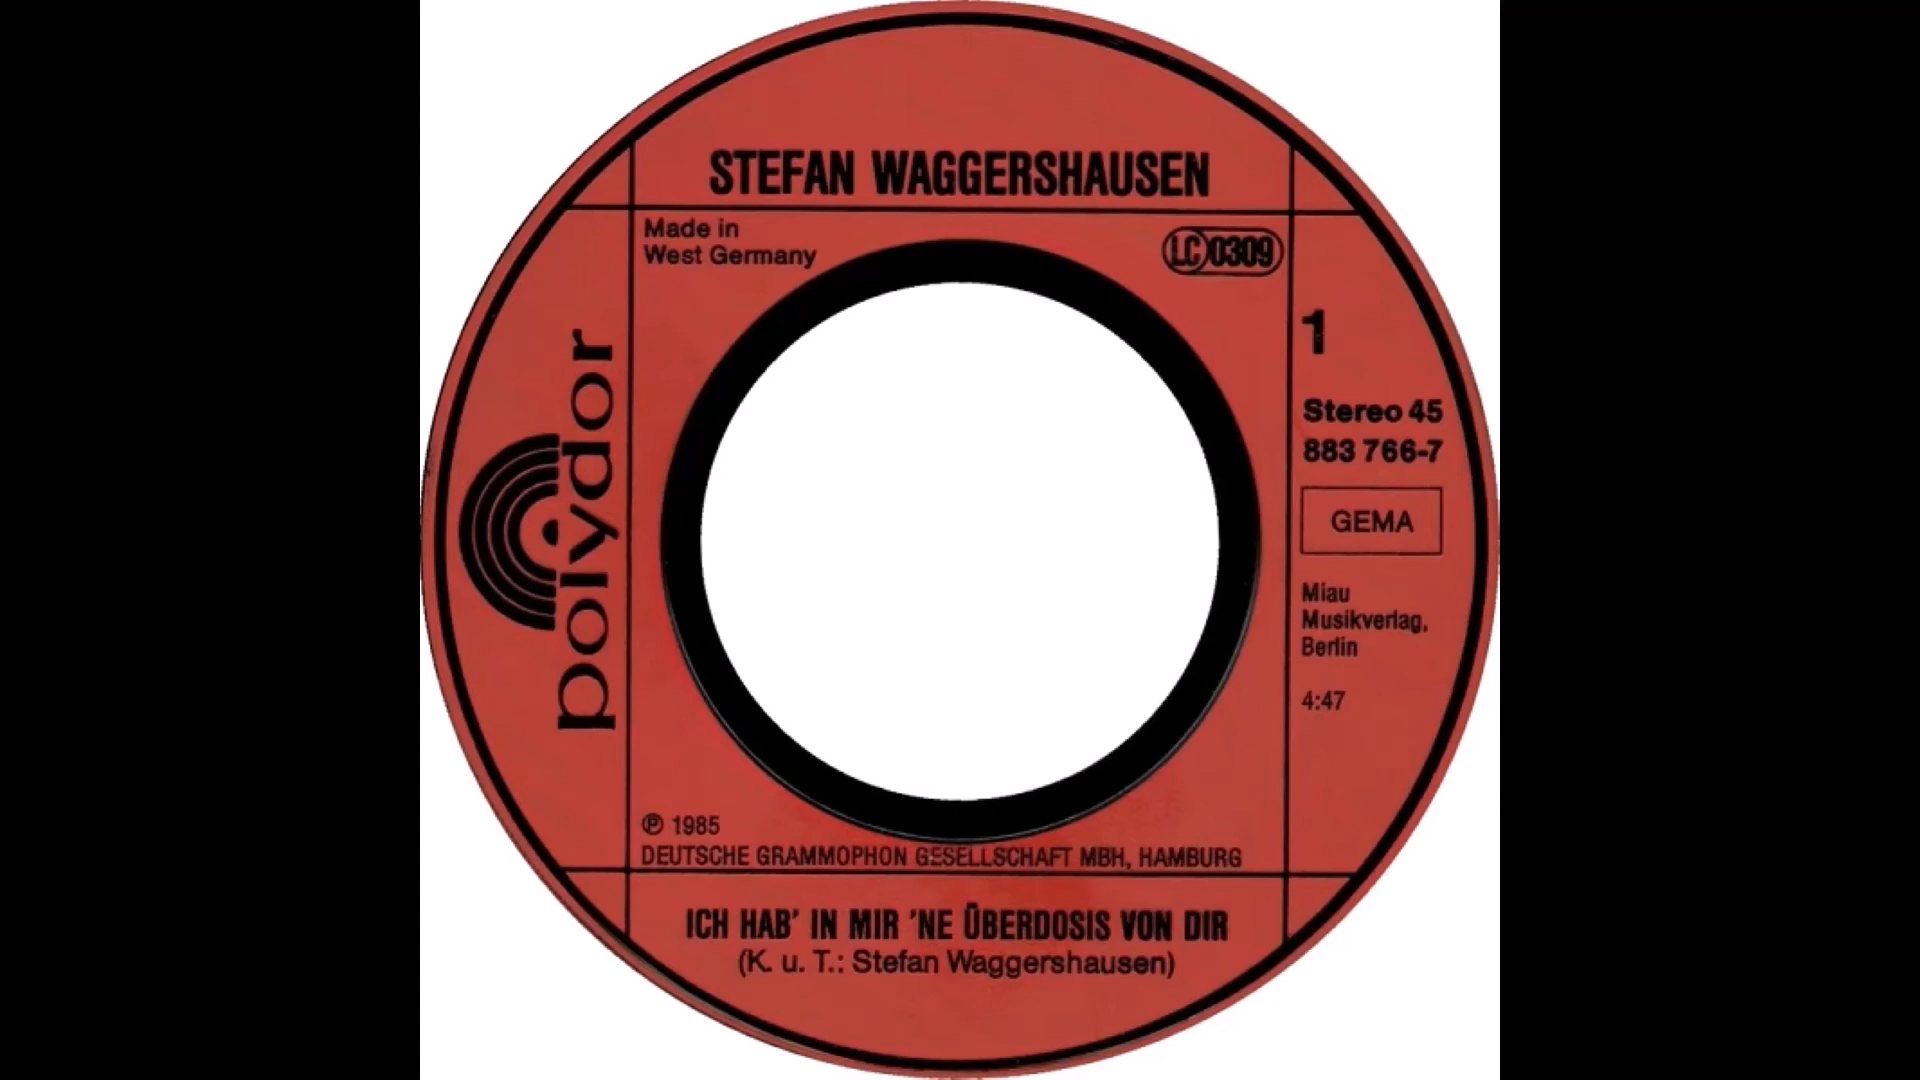 STEFAN WAGGERSHAUSEN
Made in
West Germany
LC 0309
polydor
1
Stereo 45
883 766-7
GEMA
Miau
Musikverlag,
Berlin
4:47
℗ 1985
DEUTSCHE GRAMMOPHON GESELLSCHAFT MBH, HAMBURG
ICH HAB' IN MIR 'NE ÜBERDOSIS VON DIR
(K. u. T.: Stefan Waggershausen)